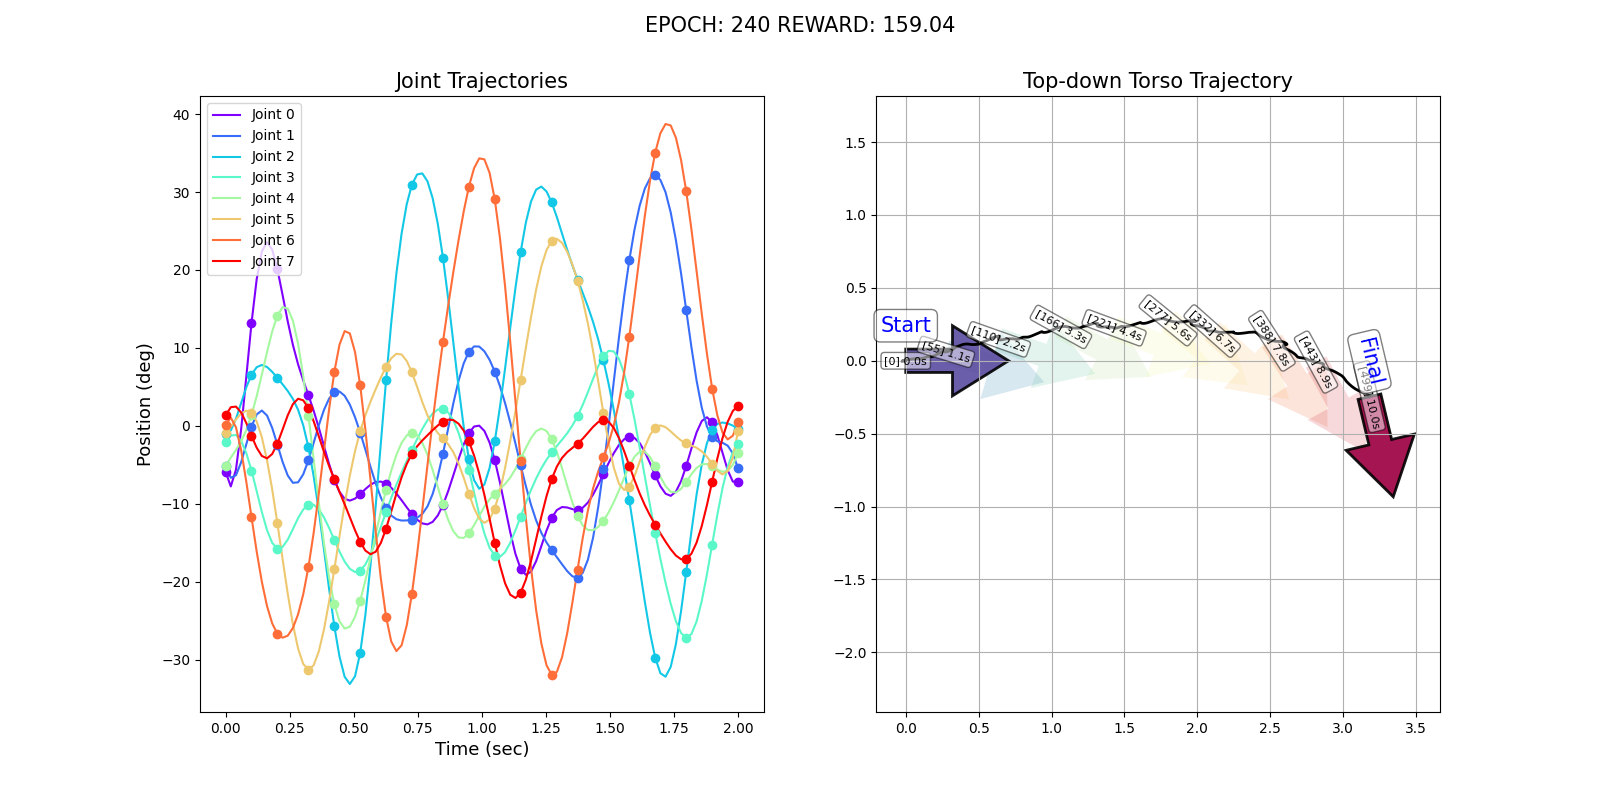 EPOCH: 240 REWARD: 159.04
Joint Trajectories
Position (deg)
40
30
20
10
0
−10
−20
−30
Joint 0
Joint 1
Joint 2
Joint 3
Joint 4
Joint 5
Joint 6
Joint 7
0.00 0.25 0.50 0.75 1.00 1.25 1.50 1.75 2.00
Time (sec)
Top-down Torso Trajectory
1.5
1.0
0.5
0.0
−0.5
−1.0
−1.5
−2.0
Start
[0] 0.0s
[55] 1.1s
[110] 2.2s
[166] 3.3s
[221] 4.4s
[277] 5.6s
[332] 6.7s
[388] 7.8s
[443] 8.9s
Final
[499] 10.0s
0.0 0.5 1.0 1.5 2.0 2.5 3.0 3.5